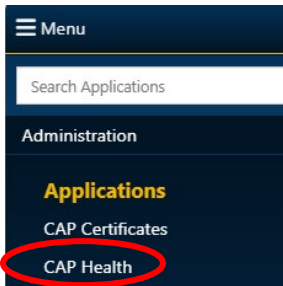 Menu
Search Applications
Administration
Applications
CAP Certificates
CAP Health